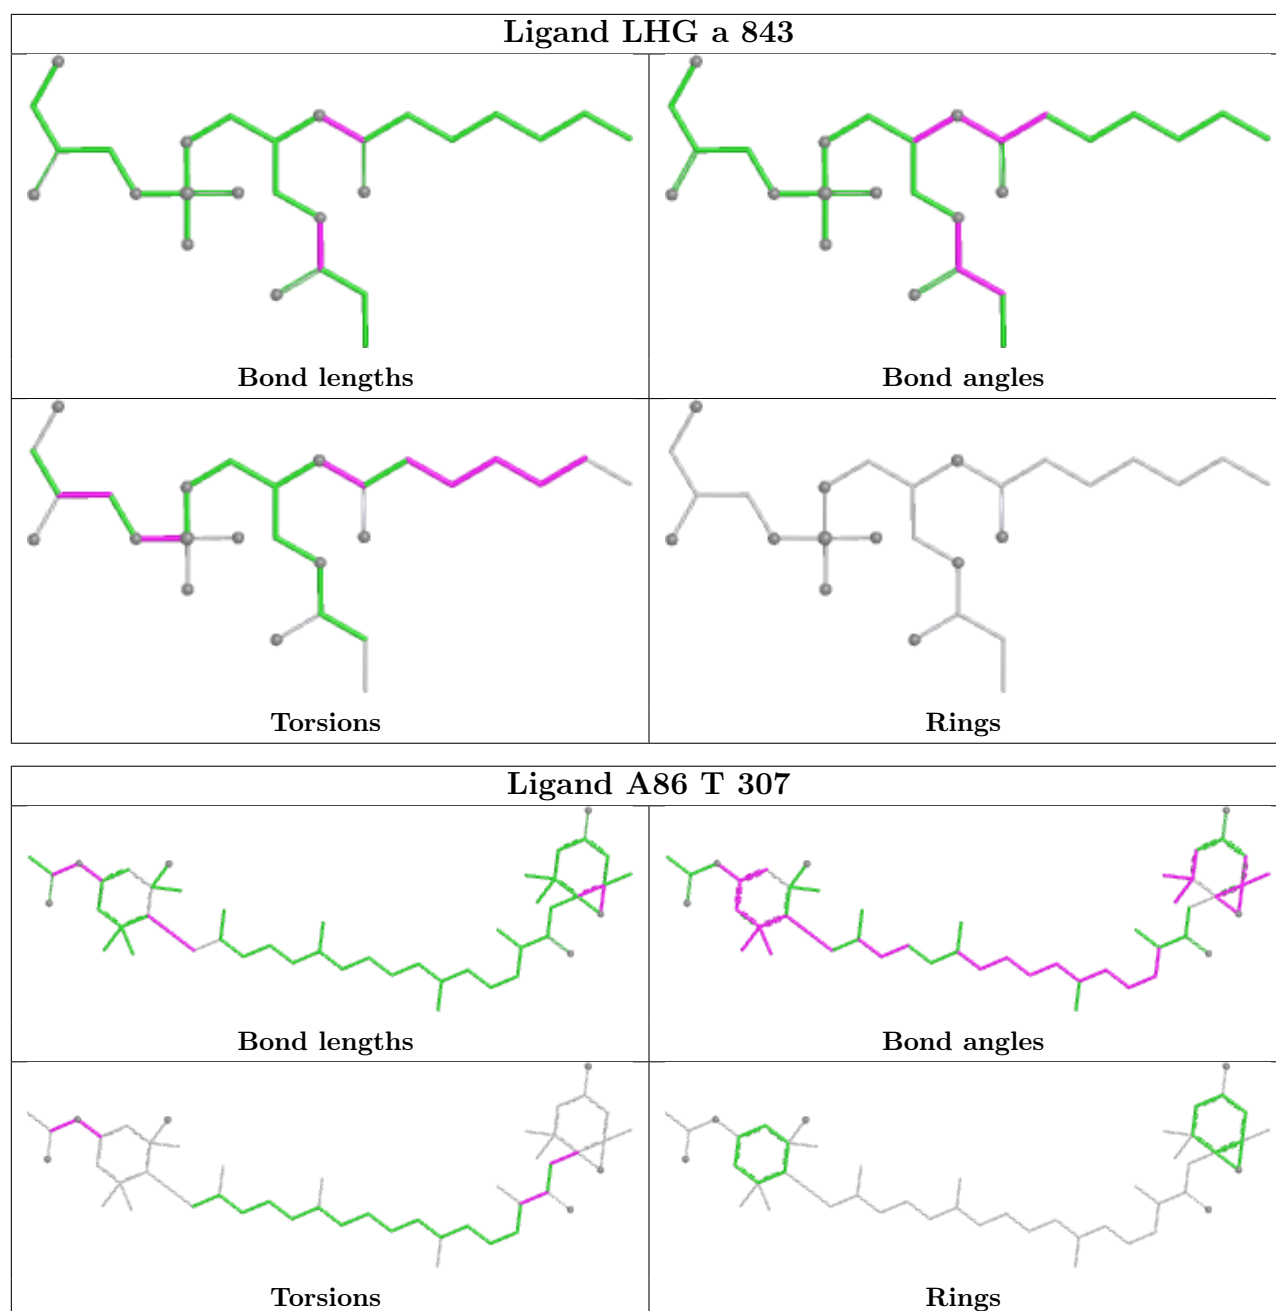 Ligand LHG a 843
Bond lengths
Bond angles
Torsions
Rings
Ligand A86 T 307
Bond lengths
Bond angles
Torsions
Rings